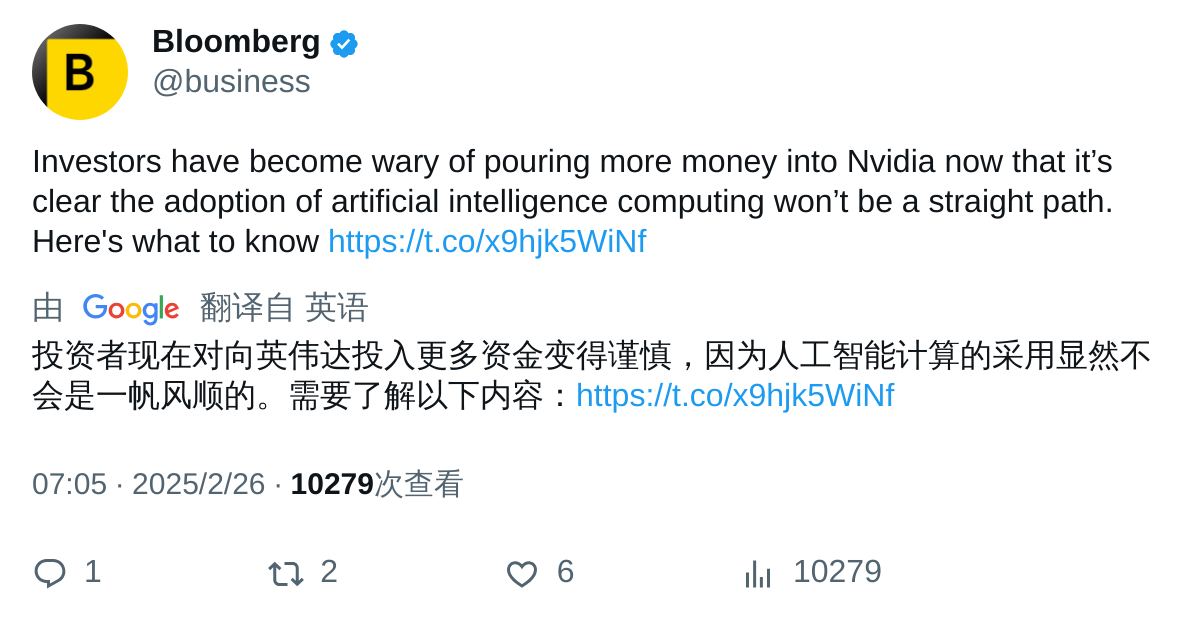 B
Bloomberg
@business
Investors have become wary of pouring more money into Nvidia now that it’s
clear the adoption of artificial intelligence computing won’t be a straight path.
Here's what to know https://t.co/x9hjk5WiNf
由 Google 翻译自 英语
投资者现在对向英伟达投入更多资金变得谨慎，因为人工智能计算的采用显然不
会是一帆风顺的。需要了解以下内容：https://t.co/x9hjk5WiNf
07:05 · 2025/2/26 · 10279次查看
1 2 6 10279